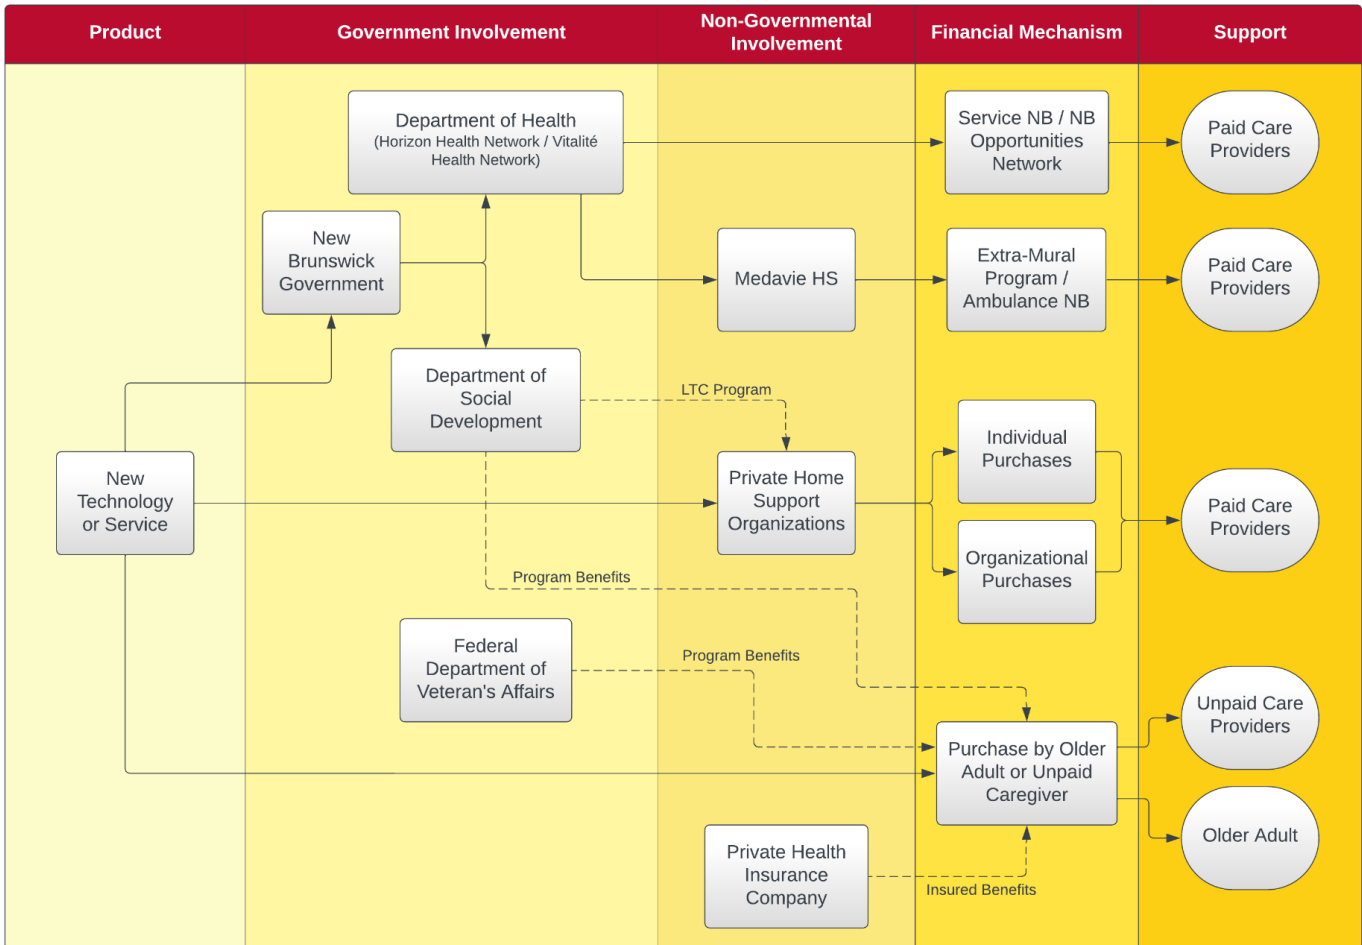 Product
Government Involvement
Non-Governmental
Involvement
Financial Mechanism
Support
Department of Health
(Horizon Health Network / Vitalité
Health Network)
Service NB / NB
Opportunities
Network
Paid Care
Providers
New
Brunswick
Government
Medavie HS
Extra-Mural
Program /
Ambulance NB
Paid Care
Providers
Department of
Social
Development
LTC Program
Individual
Purchases
New
Technology
or Service
Private Home
Support
Organizations
Paid Care
Providers
Organizational
Purchases
Program Benefits
Federal
Department of
Veteran's Affairs
Program Benefits
Unpaid Care
Providers
Purchase by Older
Adult or Unpaid
Caregiver
Older Adult
Private Health
Insurance
Company
Insured Benefits